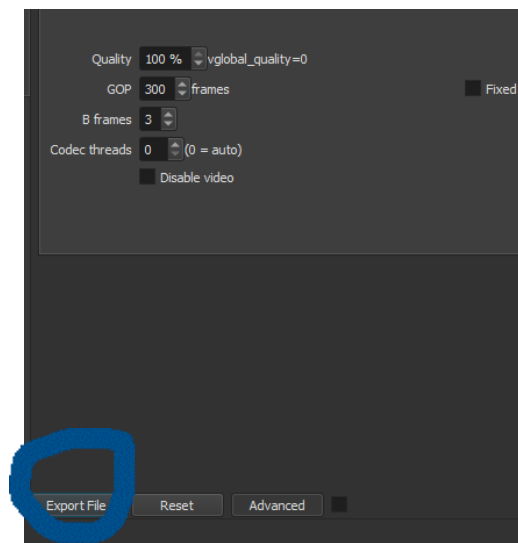 Quality 100 % vglobal_quality=0
GOP 300 frames Fixed
B frames 3
Codec threads 0 (0 = auto)
Disable video
Export File Reset Advanced